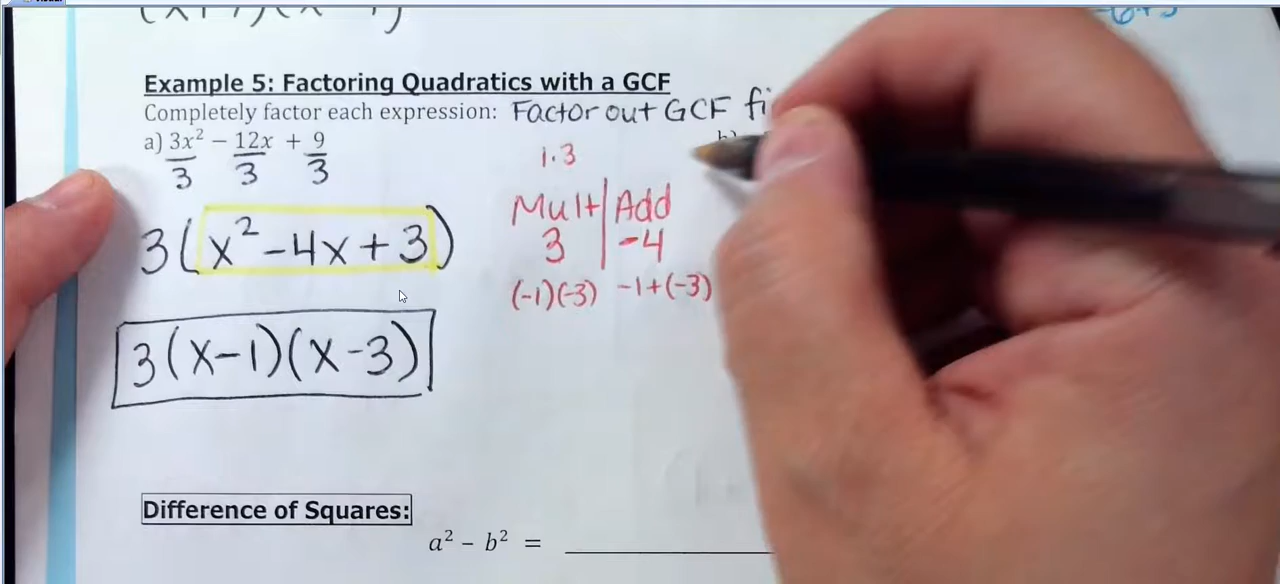 Example 5: Factoring Quadratics with a GCF
Completely factor each expression: Factor out GCF
a) 3x² − 12x + 9
3 3 3
1·3
Mult | Add
3 | -4
(-1)(-3) -1+(-3)
3(x²-4x+3)
3(x-1)(x-3)
Difference of Squares:
a² − b² = ________